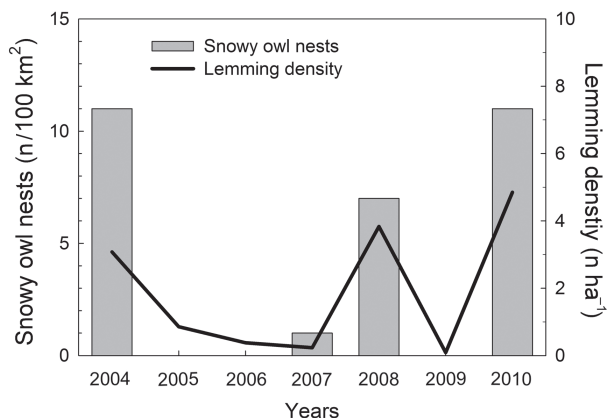 Snowy owl nests (n/100 km²)
15
10
5
0
Snowy owl nests
Lemming density
10
8
6
4
2
0
Lemming denstiy (n ha⁻¹)
2004 2005 2006 2007 2008 2009 2010
Years